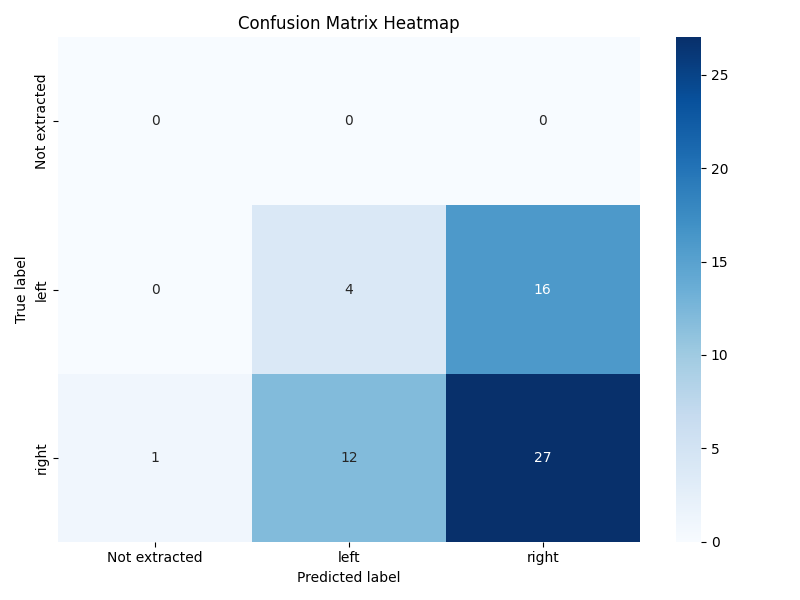 Confusion Matrix Heatmap
True label
Not extracted
0 0 0
left
0 4 16
right
1 12 27
Not extracted left right
Predicted label
25
20
15
10
5
0